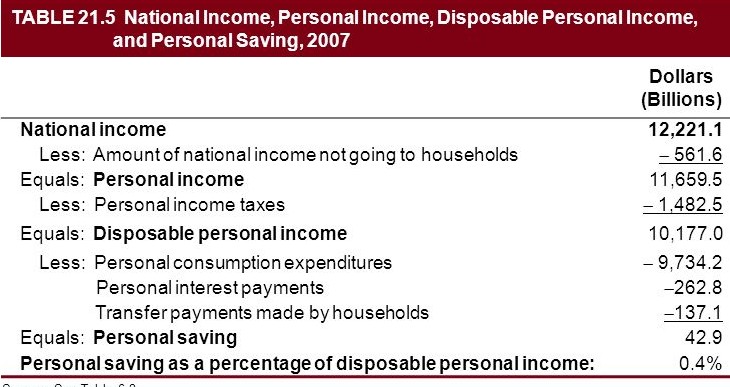 TABLE 21.5 National Income, Personal Income, Disposable Personal Income,
and Personal Saving, 2007
Dollars
(Billions)
National income 12,221.1
Less: Amount of national income not going to households – 561.6
Equals: Personal income 11,659.5
Less: Personal income taxes – 1,482.5
Equals: Disposable personal income 10,177.0
Less: Personal consumption expenditures – 9,734.2
Personal interest payments –262.8
Transfer payments made by households –137.1
Equals: Personal saving 42.9
Personal saving as a percentage of disposable personal income: 0.4%